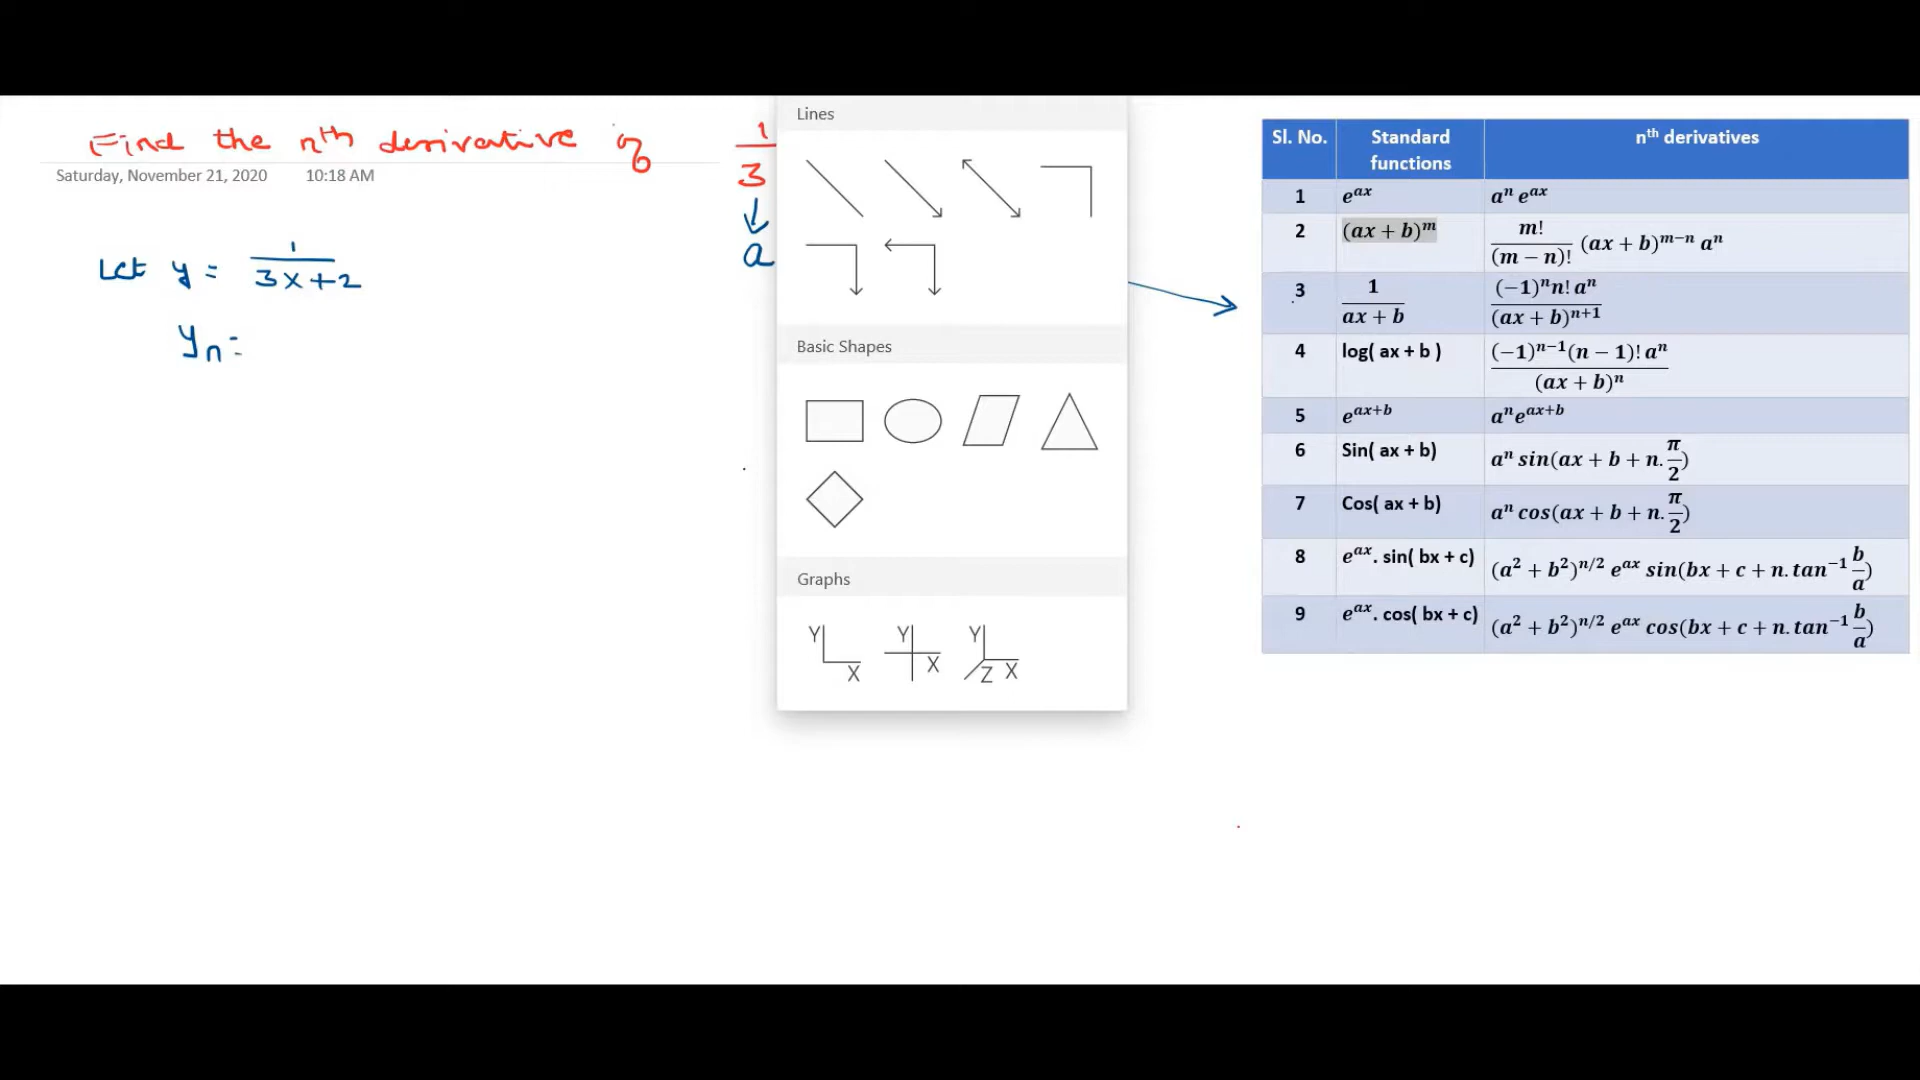 Find the nth derivative of 1/3
Saturday, November 21, 2020 10:18 AM
a
Let y = 1/3x+2
yn=
Lines
Basic Shapes
Graphs
Y X
Y X
Y Z X
Sl. No. Standard functions nth derivatives
1 e^ax a^n e^ax
2 (ax + b)^m m!/(m − n)! (ax + b)^m−n a^n
3 1/ax + b (−1)^n n! a^n/(ax + b)^n+1
4 log( ax + b ) (−1)^n−1 (n − 1)! a^n/(ax + b)^n
5 e^ax+b a^n e^ax+b
6 Sin( ax + b) a^n sin(ax + b + n.π/2)
7 Cos( ax + b) a^n cos(ax + b + n.π/2)
8 e^ax. sin( bx + c) (a² + b²)^n/2 e^ax sin(bx + c + n.tan⁻¹ b/a)
9 e^ax. cos( bx + c) (a² + b²)^n/2 e^ax cos(bx + c + n.tan⁻¹ b/a)